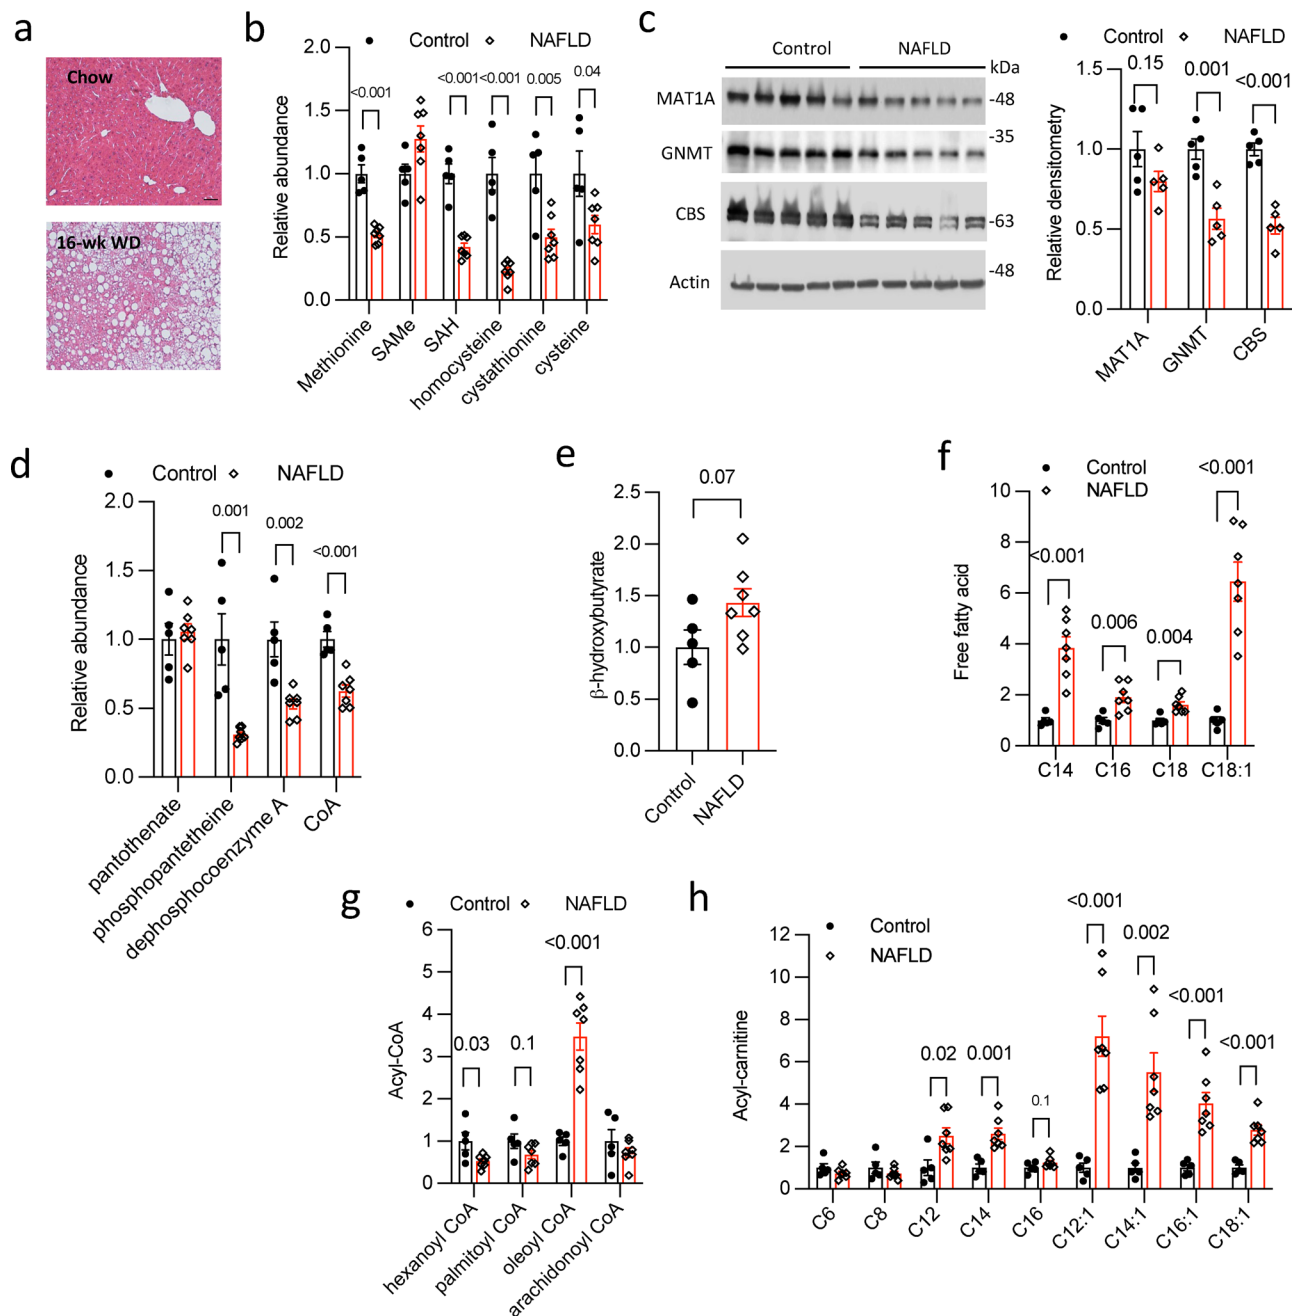 a
Chow
16-wk WD
b
Control NAFLD
Relative abundance
2.0
1.5
1.0
0.5
0.0
<0.001
<0.001
<0.001
0.005
0.04
Methionine
SAMe
SAH
homocysteine
cystathionine
cysteine
c
Control NAFLD
kDa
MAT1A
-48
-35
GNMT
CBS
-63
-48
Actin
Control NAFLD
Relative densitometry
1.5
1.0
0.5
0.0
0.15
0.001
<0.001
MAT1A
GNMT
CBS
d
Control NAFLD
Relative abundance
2.0
1.5
1.0
0.5
0.0
0.001
0.002
<0.001
pantothenate
phosphopantetheine
dephosphocoenzyme A
CoA
e
β-hydroxybutyrate
2.5
2.0
1.5
1.0
0.5
0.0
0.07
Control
NAFLD
f
Control
NAFLD
Free fatty acid
10
8
6
4
2
0
<0.001
0.006
0.004
<0.001
C14
C16
C18
C18:1
g
Control NAFLD
Acyl-CoA
6
5
4
3
2
1
0
0.03
0.1
<0.001
hexanoyl CoA
palmitoyl CoA
oleoyl CoA
arachidonoyl CoA
h
Control
NAFLD
Acyl-carnitine
12
10
8
6
4
2
0
0.02
0.001
0.1
<0.001
0.002
<0.001
<0.001
C6
C8
C12
C14
C16
C12:1
C14:1
C16:1
C18:1